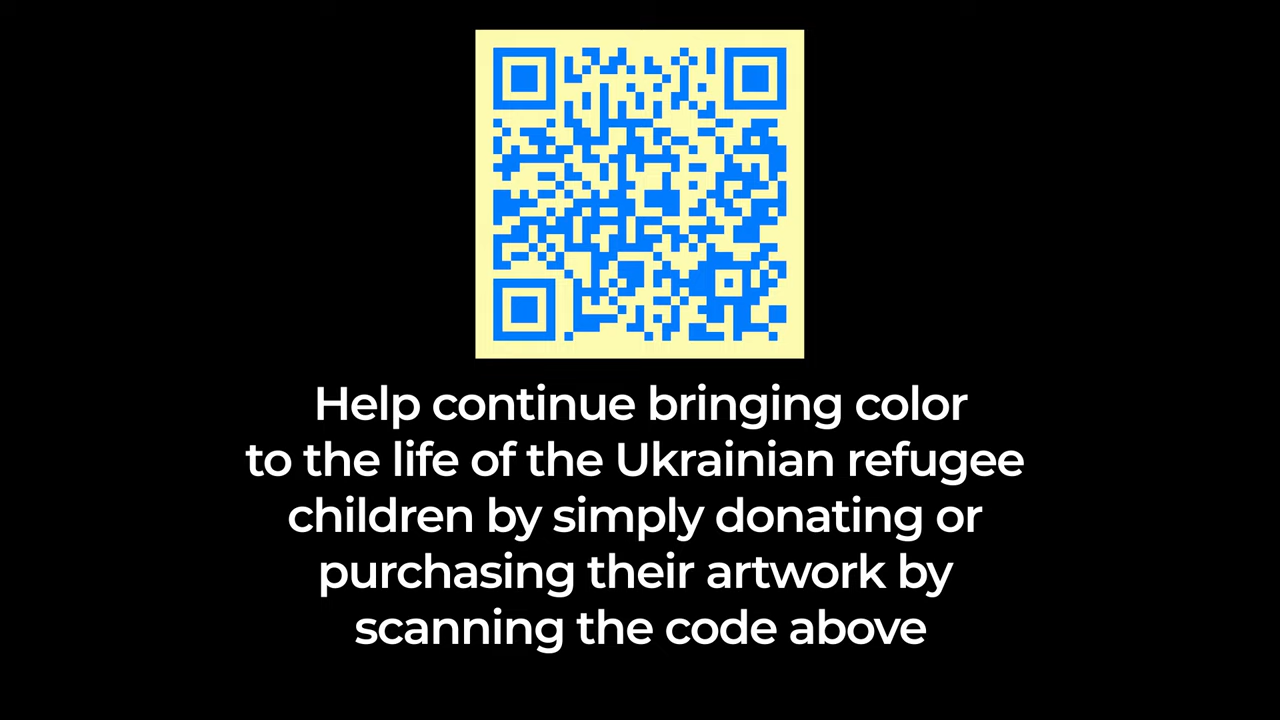 Help continue bringing color
to the life of the Ukrainian refugee
children by simply donating or
purchasing their artwork by
scanning the code above